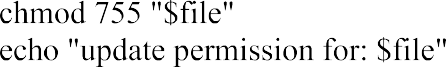 chmod 755 "$file"
echo "update permission for: $file"